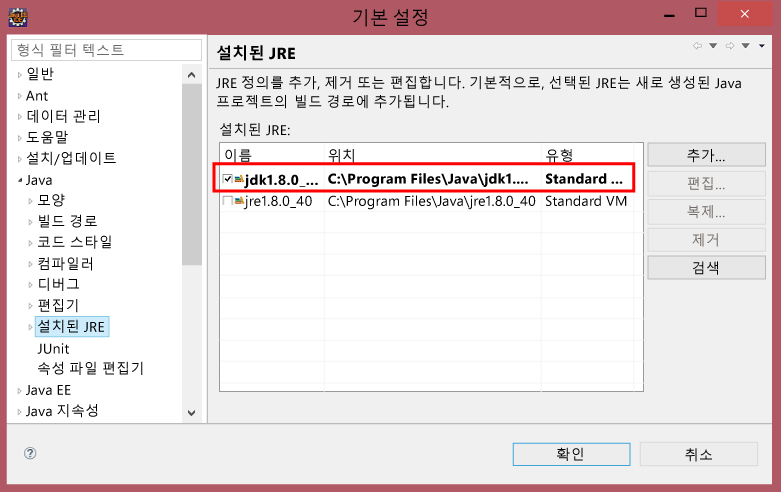 기본 설정
형식 필터 텍스트
일반
Ant
데이터 관리
도움말
설치/업데이트
Java
모양
빌드 경로
코드 스타일
컴파일러
디버그
편집기
설치된 JRE
JUnit
속성 파일 편집기
Java EE
Java 지속성
설치된 JRE
JRE 정의를 추가, 제거 또는 편집합니다. 기본적으로, 선택된 JRE는 새로 생성된 Java
프로젝트의 빌드 경로에 추가됩니다.
설치된 JRE:
이름 위치 유형
jdk1.8.0_... C:\Program Files\Java\jdk1.... Standard ...
jre1.8.0_40 C:\Program Files\Java\jre1.8.0_40 Standard VM
추가...
편집...
복제...
제거
검색
확인 취소